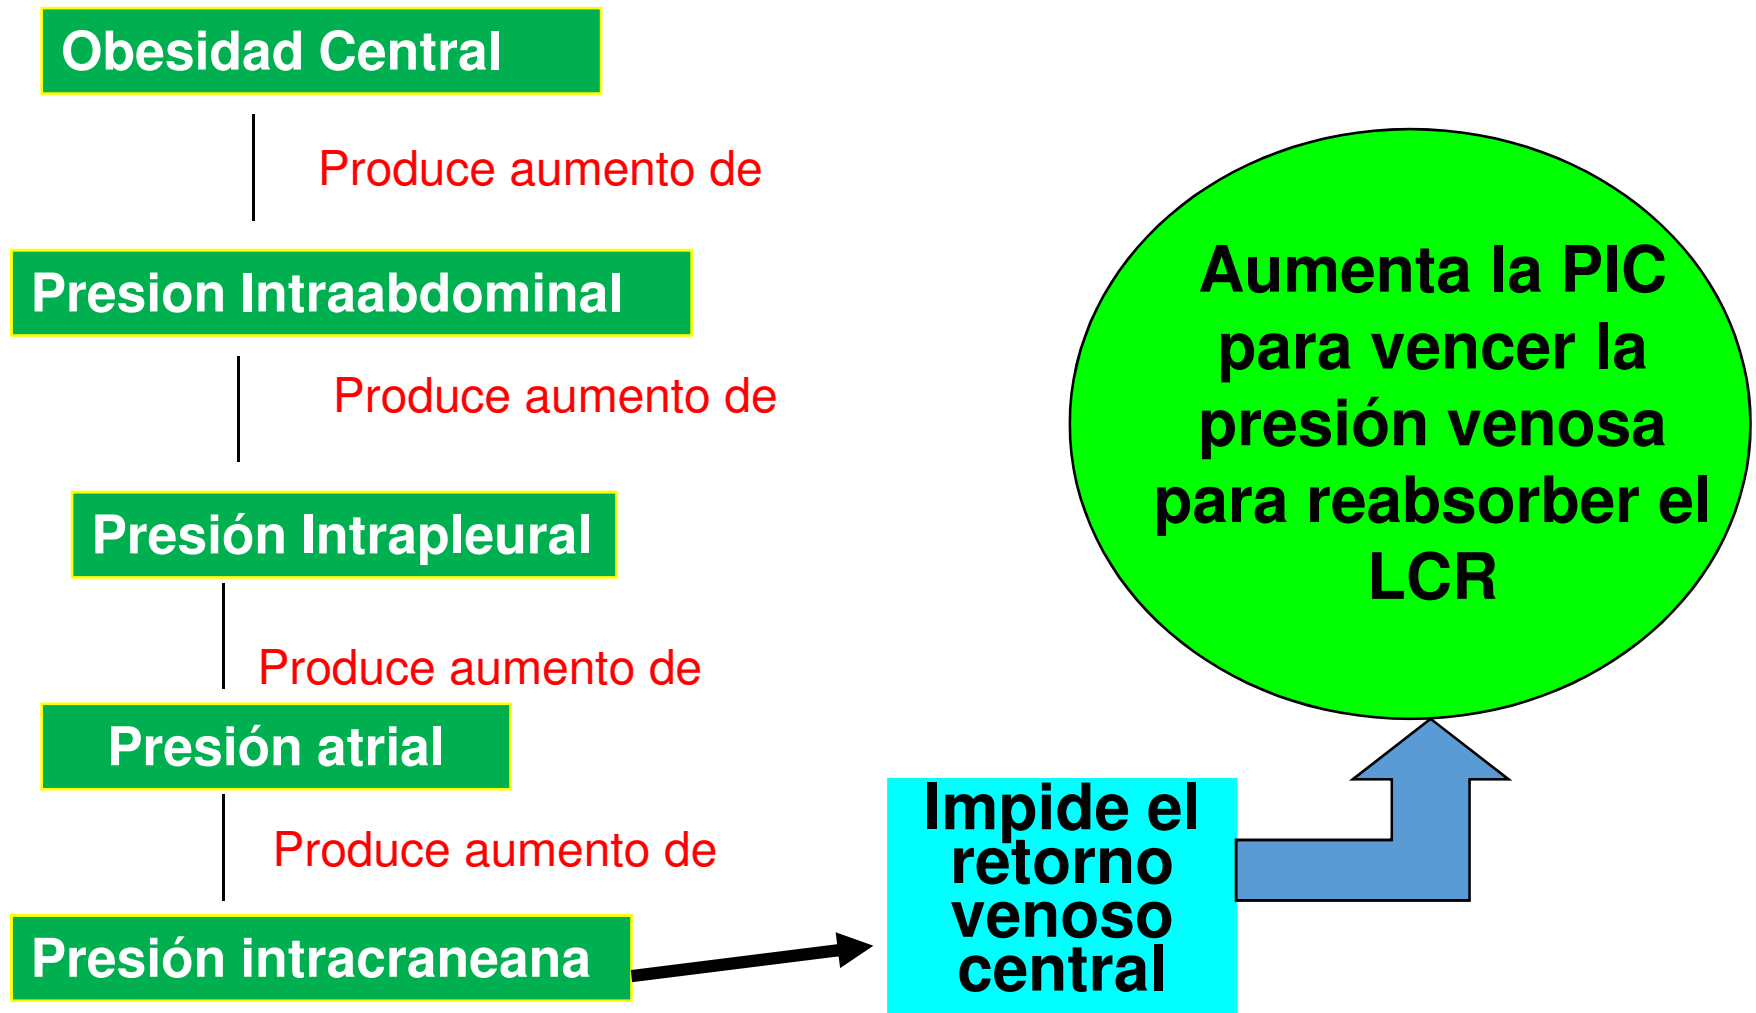 Obesidad Central
Produce aumento de
Presion Intraabdominal
Produce aumento de
Presión Intrapleural
Produce aumento de
Presión atrial
Produce aumento de
Presión intracraneana
Impide el
retorno
venoso
central
Aumenta la PIC
para vencer la
presión venosa
para reabsorber el
LCR